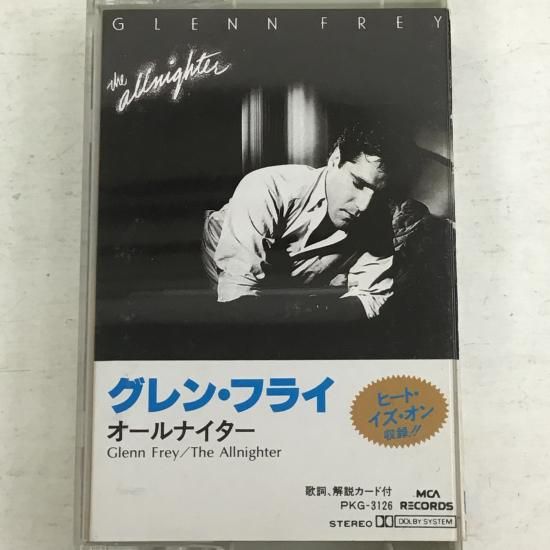 GLENN FREY
the
allnighter
グレン・フライ
オールナイター
Glenn Frey/The Allnighter
ヒート・
イズ・オン
収録!!
歌詞、解説カード付
PKG-3126
MCA
RECORDS
STEREO DOLBY SYSTEM